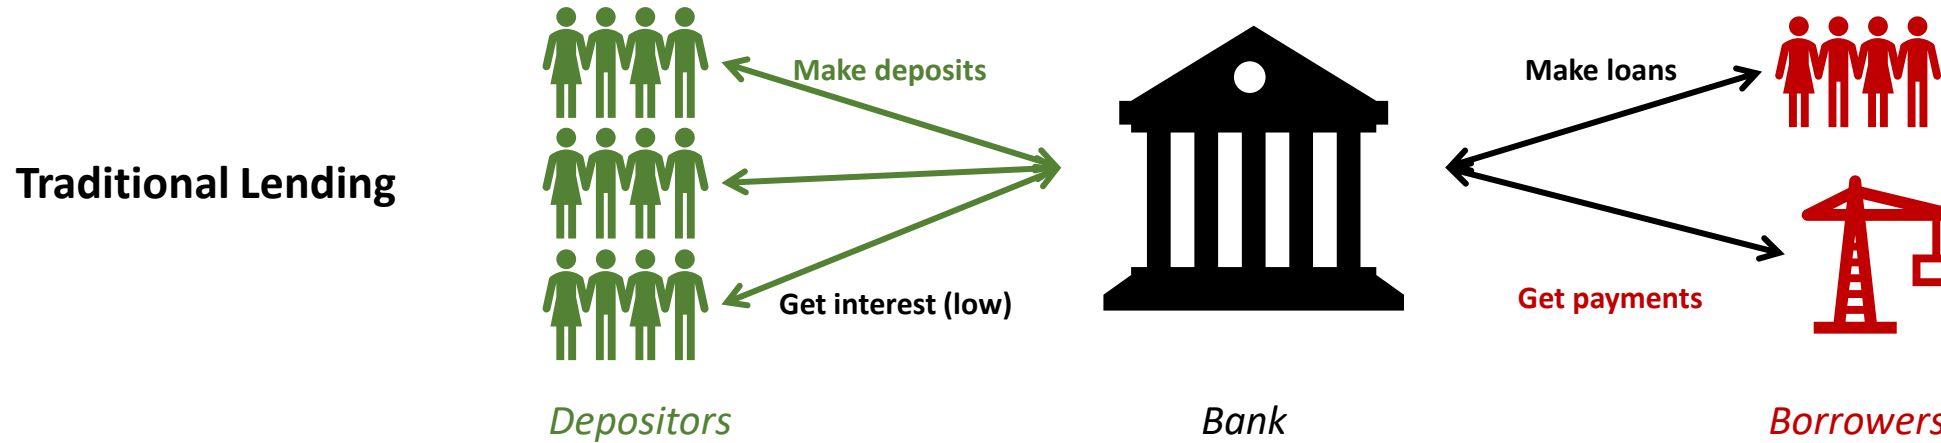 Make deposits
Make loans
Traditional Lending
Get interest (low)
Get payments
Depositors
Bank
Borrowers